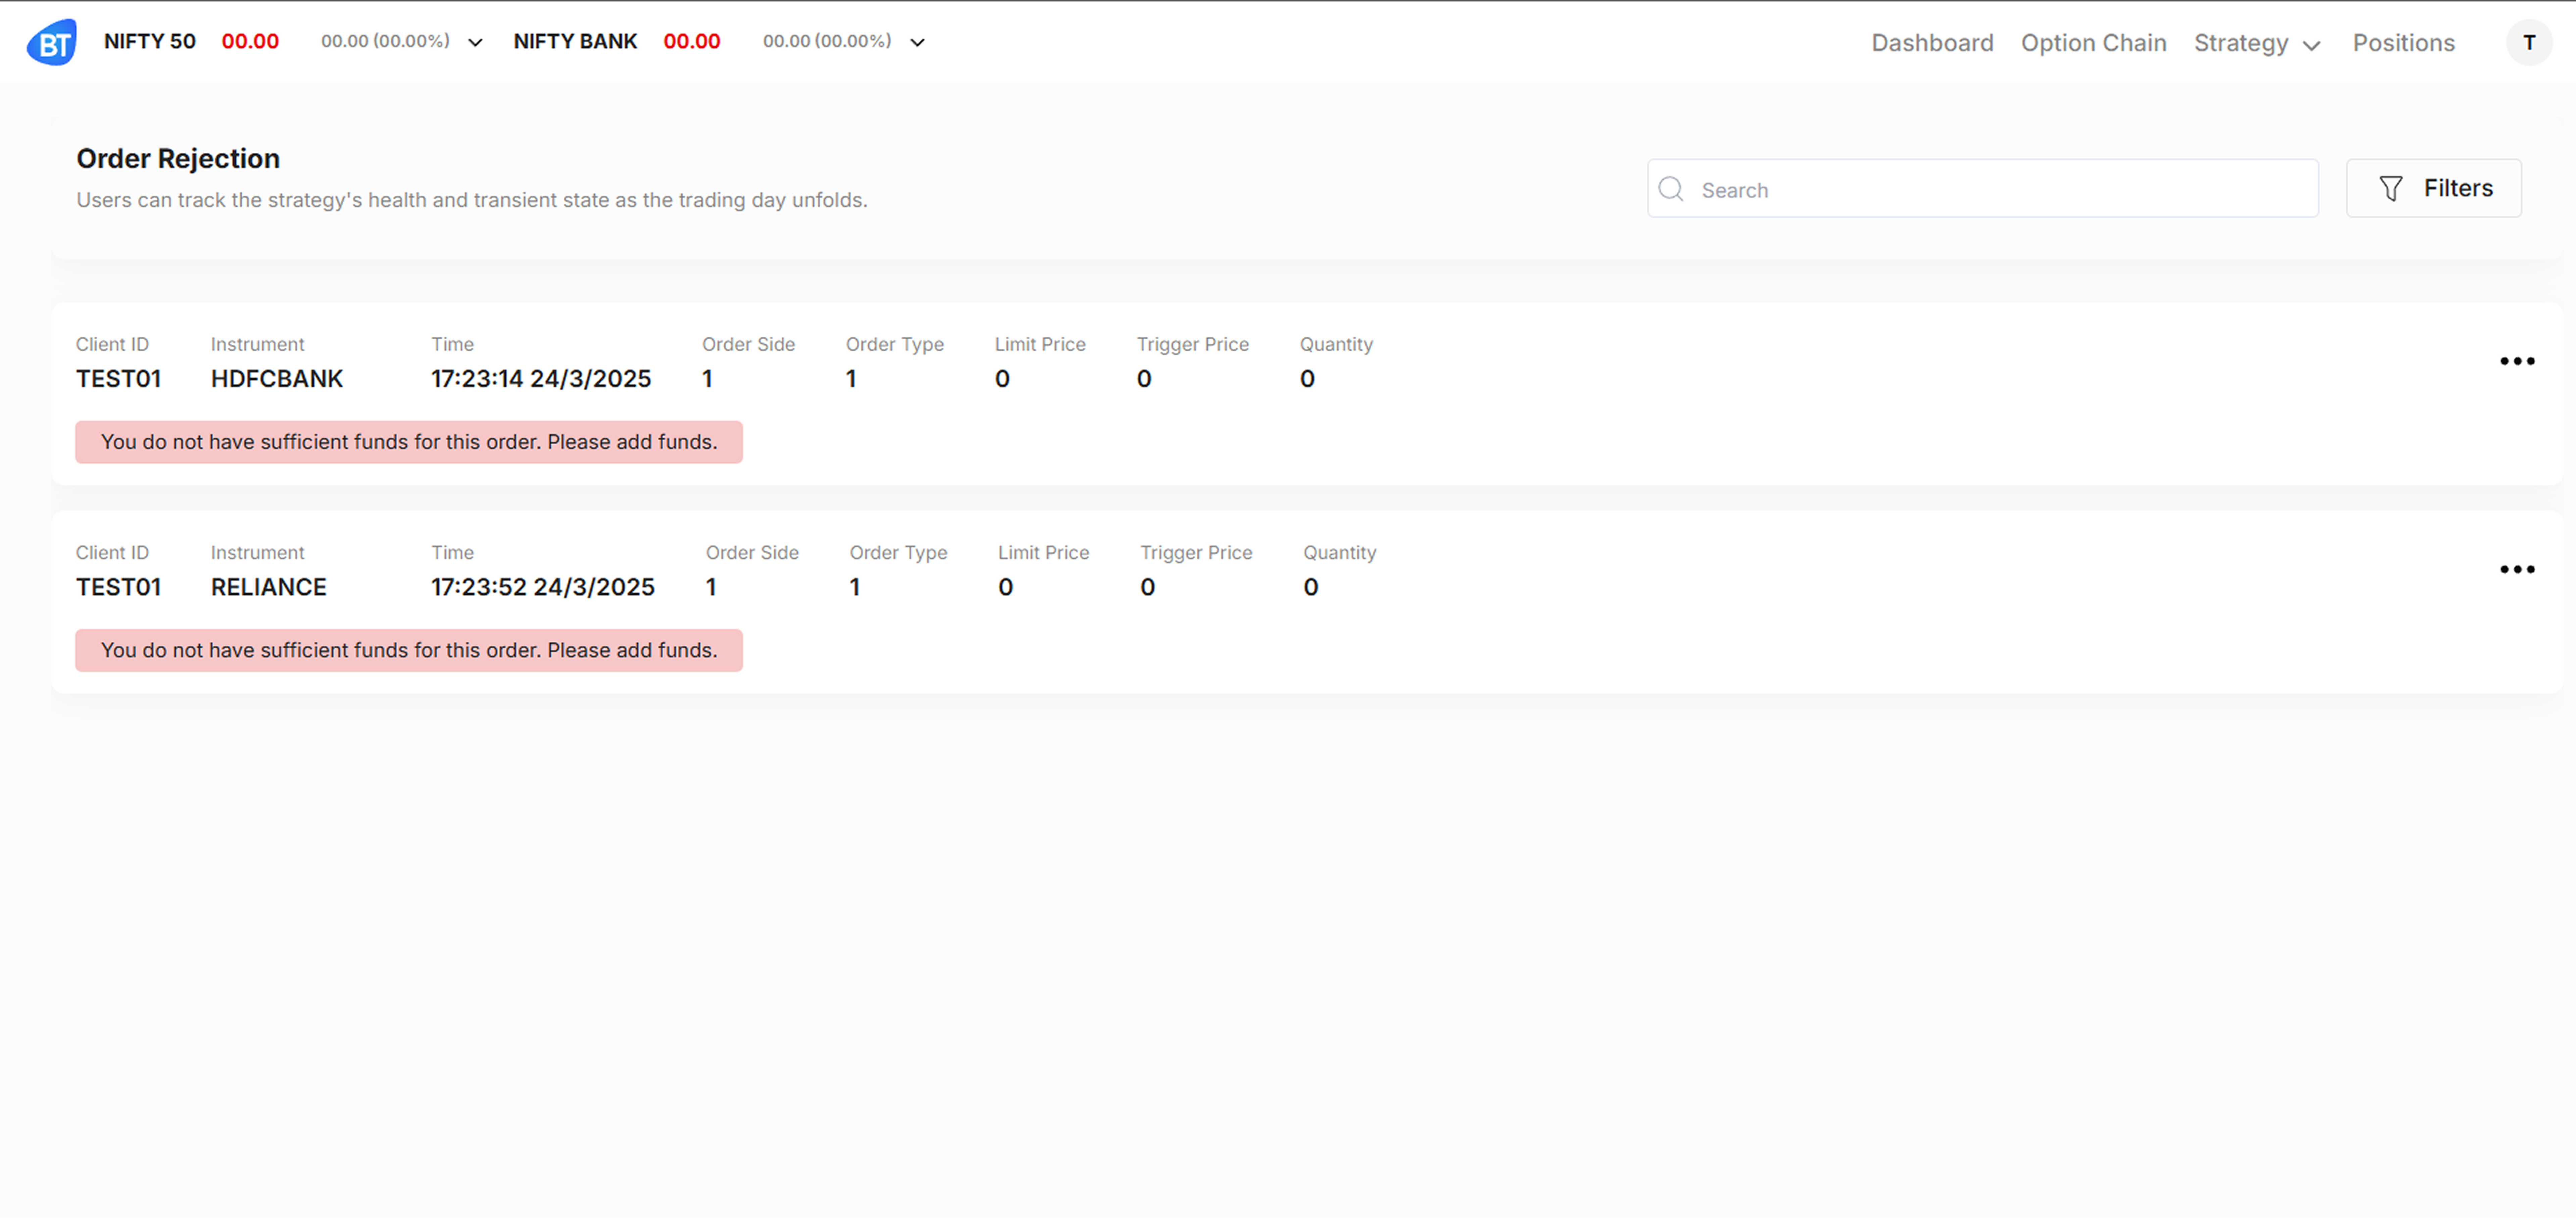 BT NIFTY 50 00.00 00.00 (00.00%) NIFTY BANK 00.00 00.00 (00.00%) Dashboard Option Chain Strategy Positions T
Order Rejection
Users can track the strategy's health and transient state as the trading day unfolds.
Search Filters
Client ID Instrument Time Order Side Order Type Limit Price Trigger Price Quantity
TEST01 HDFCBANK 17:23:14 24/3/2025 1 1 0 0 0
You do not have sufficient funds for this order. Please add funds.
Client ID Instrument Time Order Side Order Type Limit Price Trigger Price Quantity
TEST01 RELIANCE 17:23:52 24/3/2025 1 1 0 0 0
You do not have sufficient funds for this order. Please add funds.